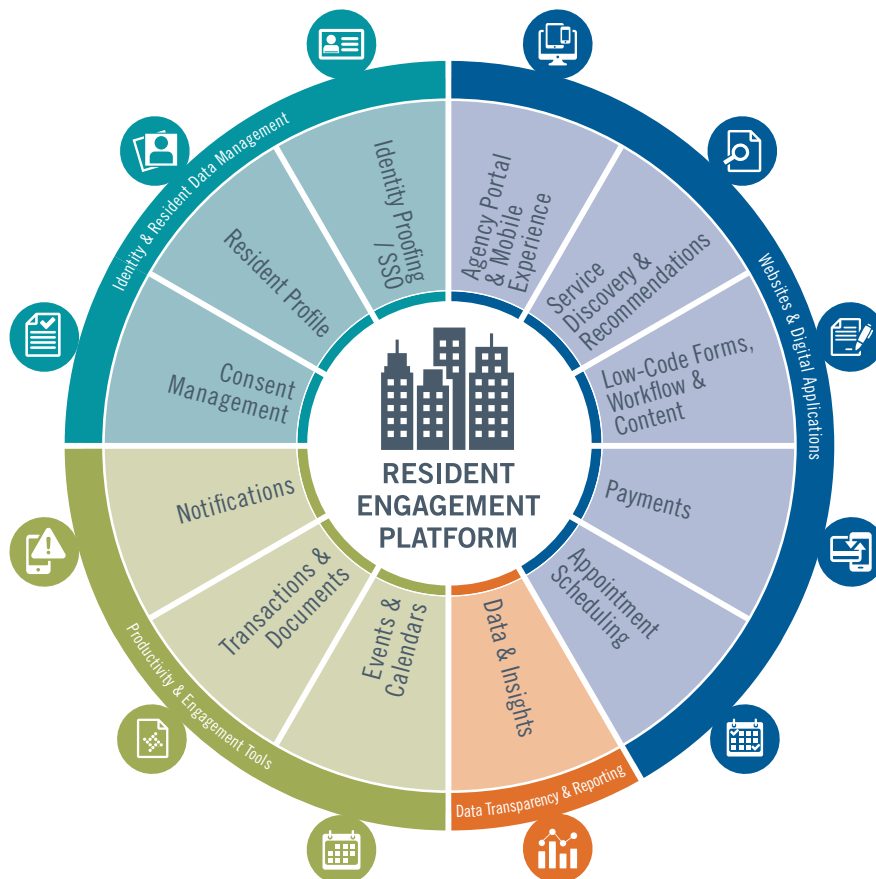 RESIDENT
ENGAGEMENT
PLATFORM
Websites & Digital Applications
Agency Portal
& Mobile
Experience
Service
Discovery &
Recommendations
Low-Code Forms,
Workflow &
Content
Payments
Appointment
Scheduling
Data Transparency & Reporting
Data & Insights
Productivity & Engagement Tools
Events &
Calendars
Transactions &
Documents
Notifications
Identity & Resident Data Management
Consent
Management
Resident Profile
Identity Proofing
/ SSO